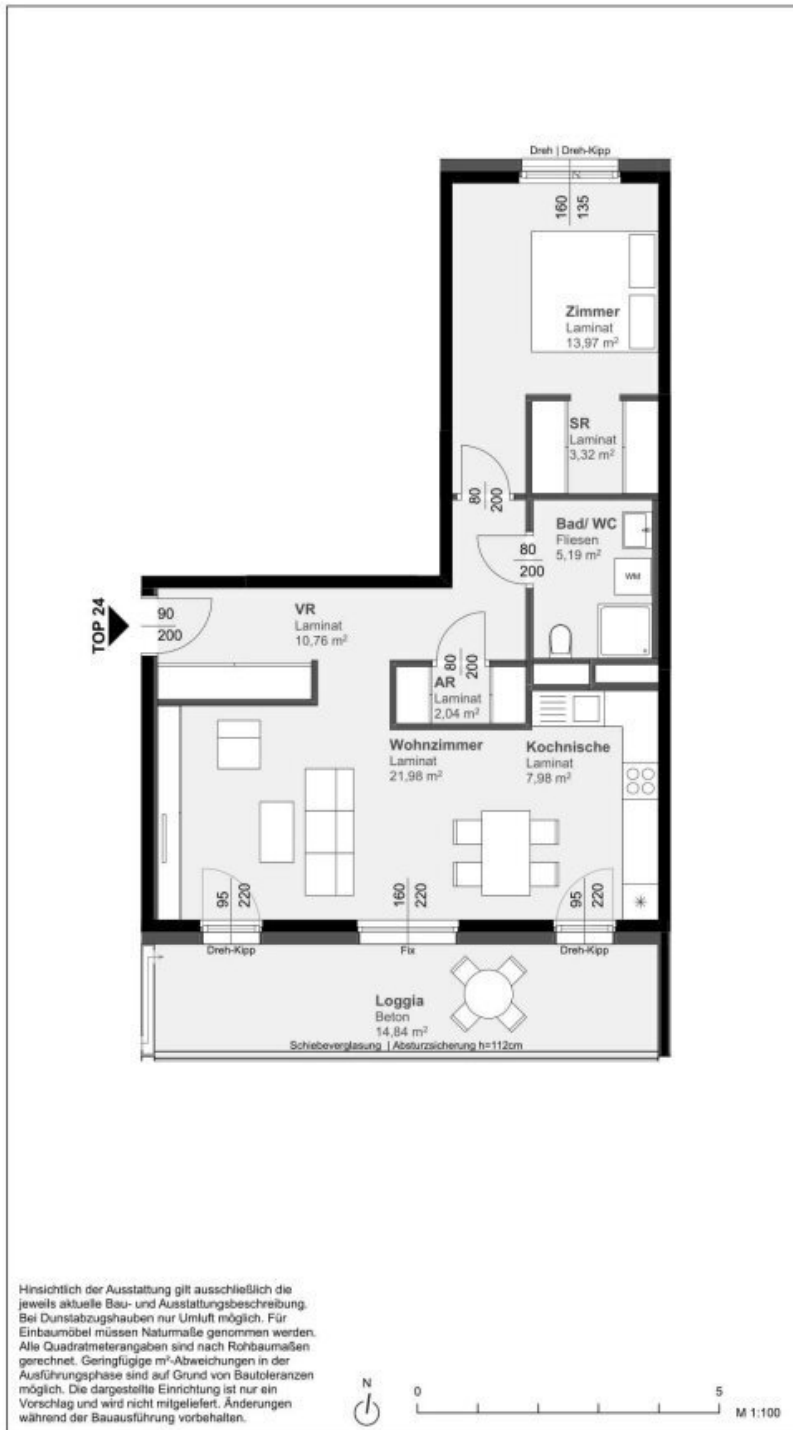 Dreh | Dreh-Kipp
160
135
Zimmer
Laminat
13,97 m²
SR
Laminat
3,32 m²
80
200
Bad/ WC
Fliesen
5,19 m²
80
200
WM
TOP 24
90
200
VR
Laminat
10,76 m²
80
200
AR
Laminat
2,04 m²
Wohnzimmer
Laminat
21,98 m²
Kochnische
Laminat
7,98 m²
95
220
160
220
95
220
Dreh-Kipp
Fix
Dreh-Kipp
Loggia
Beton
14,84 m²
Schiebeverglasung | Absturzsicherung h=112cm
Hinsichtlich der Ausstattung gilt ausschließlich die
jeweils aktuelle Bau- und Ausstattungsbeschreibung.
Bei Dunstabzugshauben nur Umluft möglich. Für
Einbaumöbel müssen Naturmaße genommen werden.
Alle Quadratmeterangaben sind nach Rohbaumaßen
gerechnet. Geringfügige m²-Abweichungen in der
Ausführungsphase sind auf Grund von Bautoleranzen
möglich. Die dargestellte Einrichtung ist nur ein
Vorschlag und wird nicht mitgeliefert. Änderungen
während der Bauausführung vorbehalten.
N
0
5
M 1:100